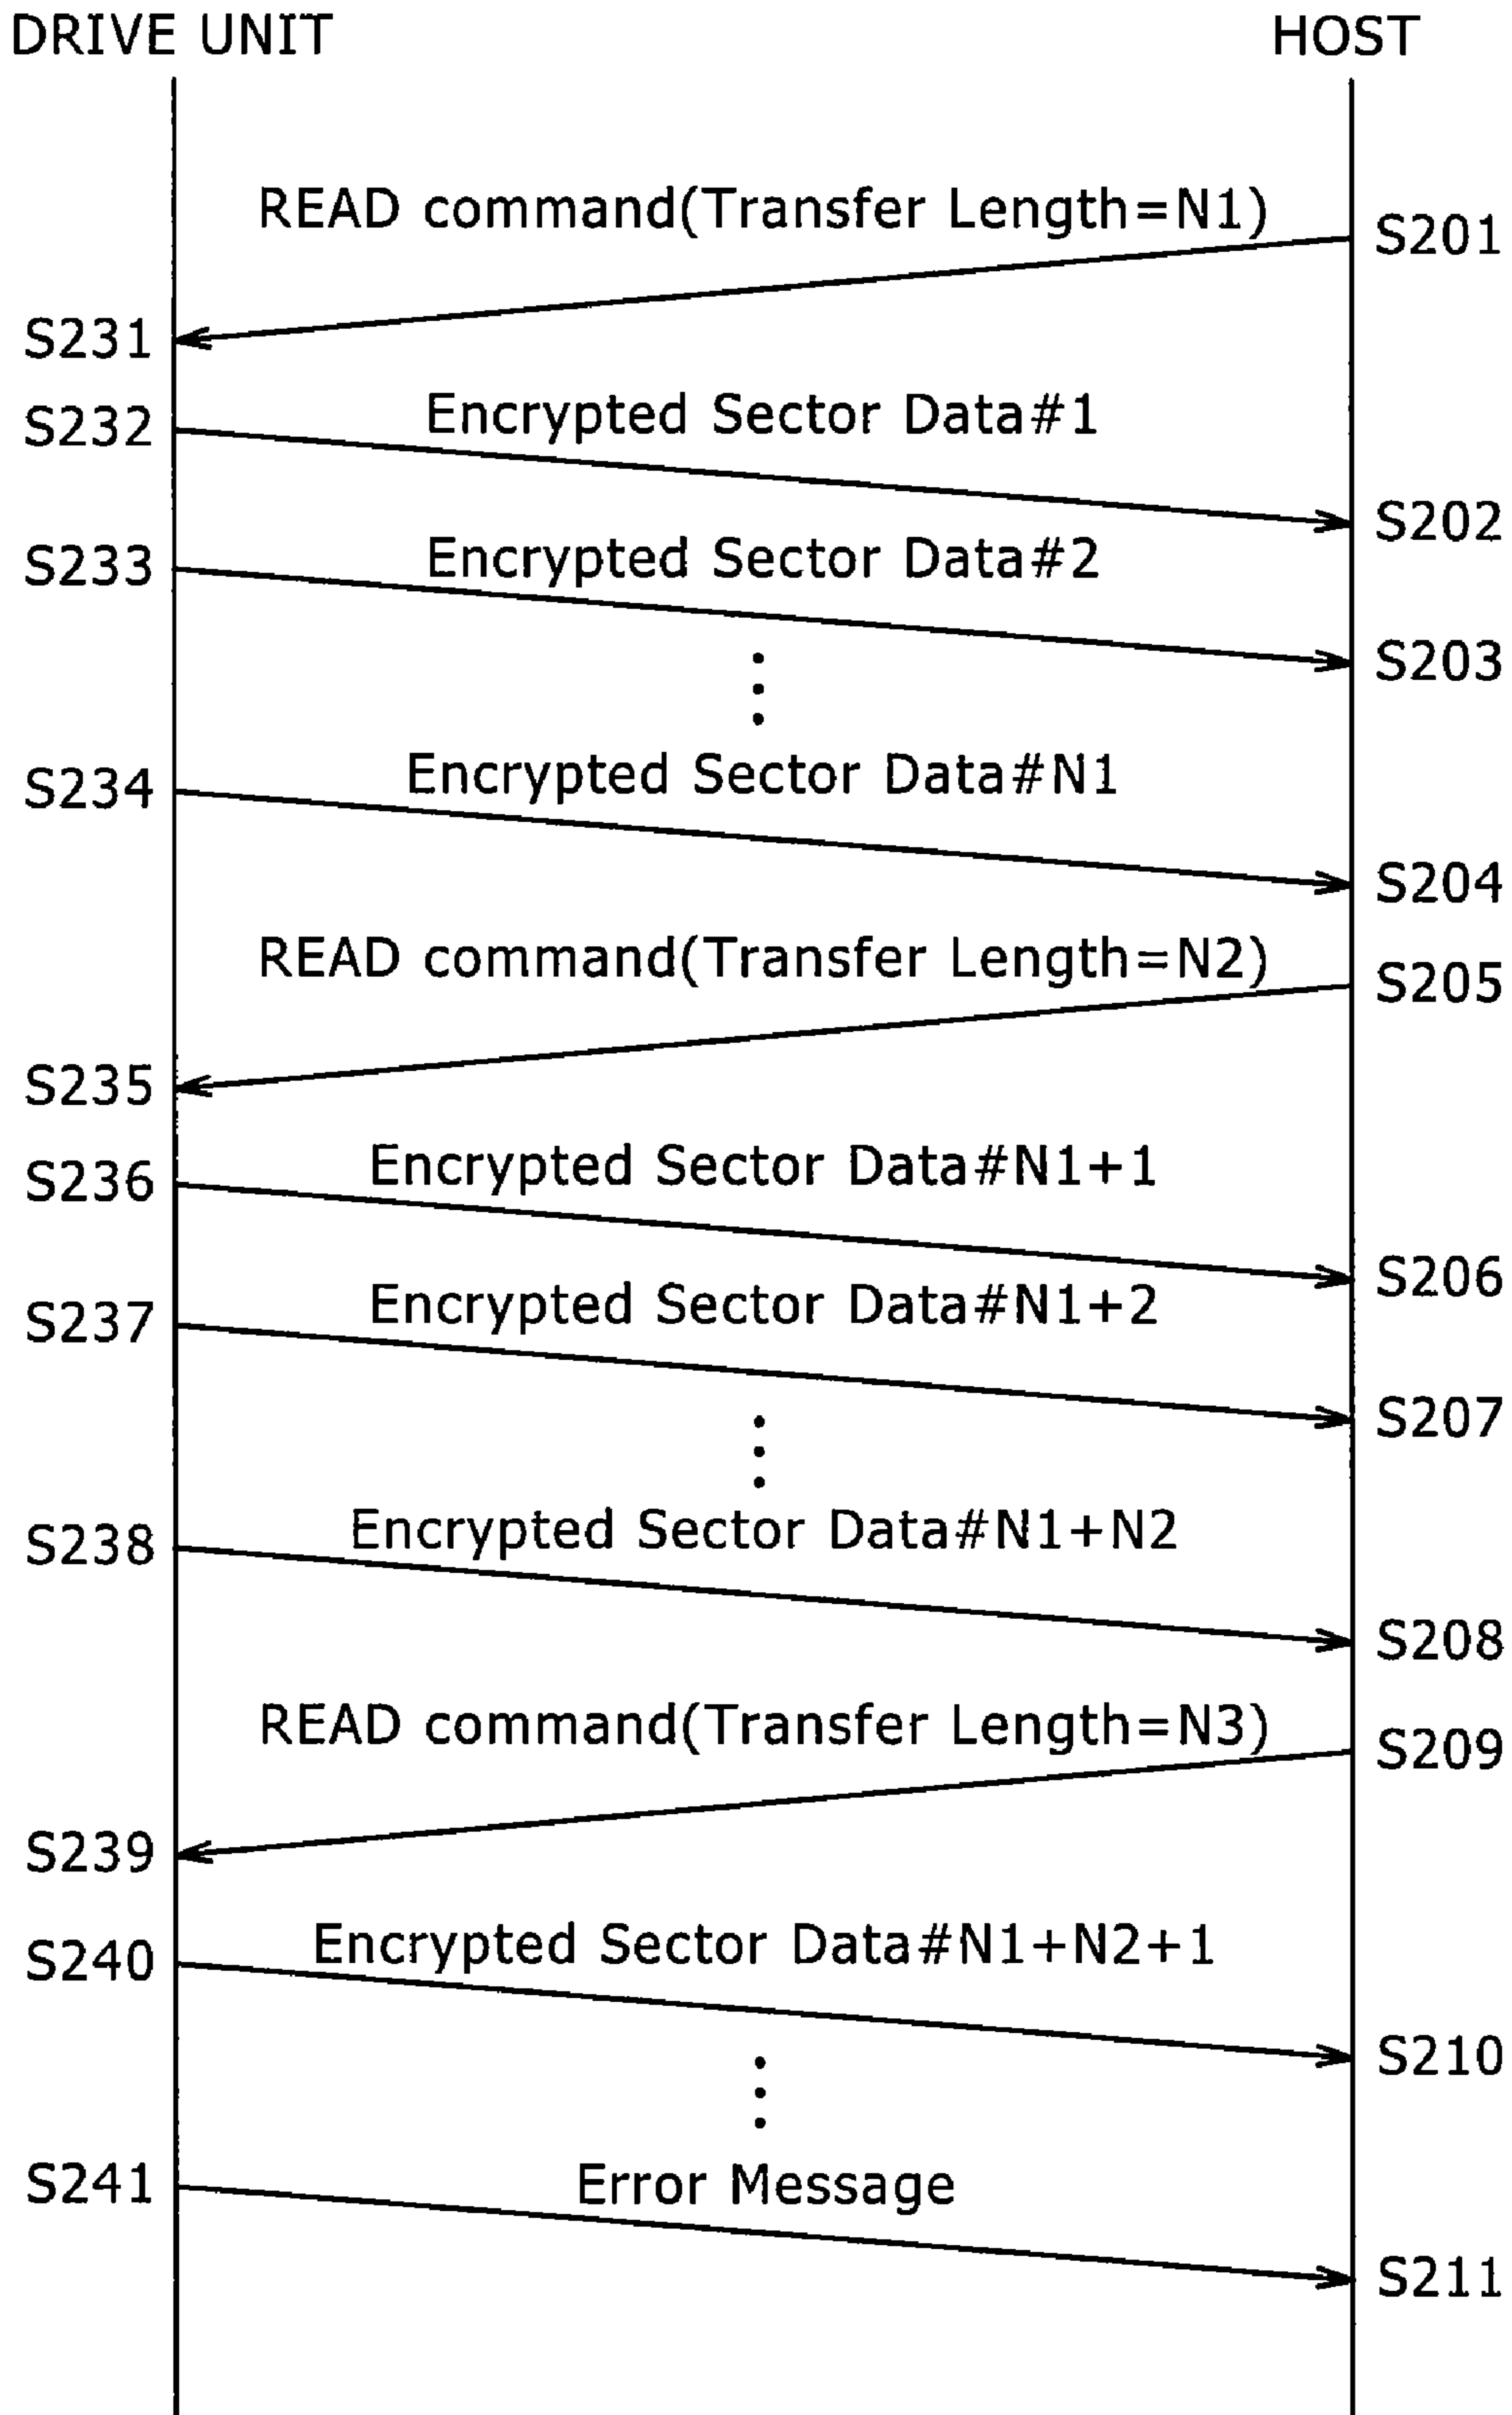 DRIVE UNIT HOST
READ command(Transfer Length=N1)
S201
S231
Encrypted Sector Data#1
S232
S202
Encrypted Sector Data#2
S233
S203
Encrypted Sector Data#N1
S234
S204
READ command(Transfer Length=N2)
S205
S235
Encrypted Sector Data#N1+1
S236
S206
Encrypted Sector Data#N1+2
S237
S207
Encrypted Sector Data#N1+N2
S238
S208
READ command(Transfer Length=N3)
S209
S239
Encrypted Sector Data#N1+N2+1
S240
S210
Error Message
S241
S211